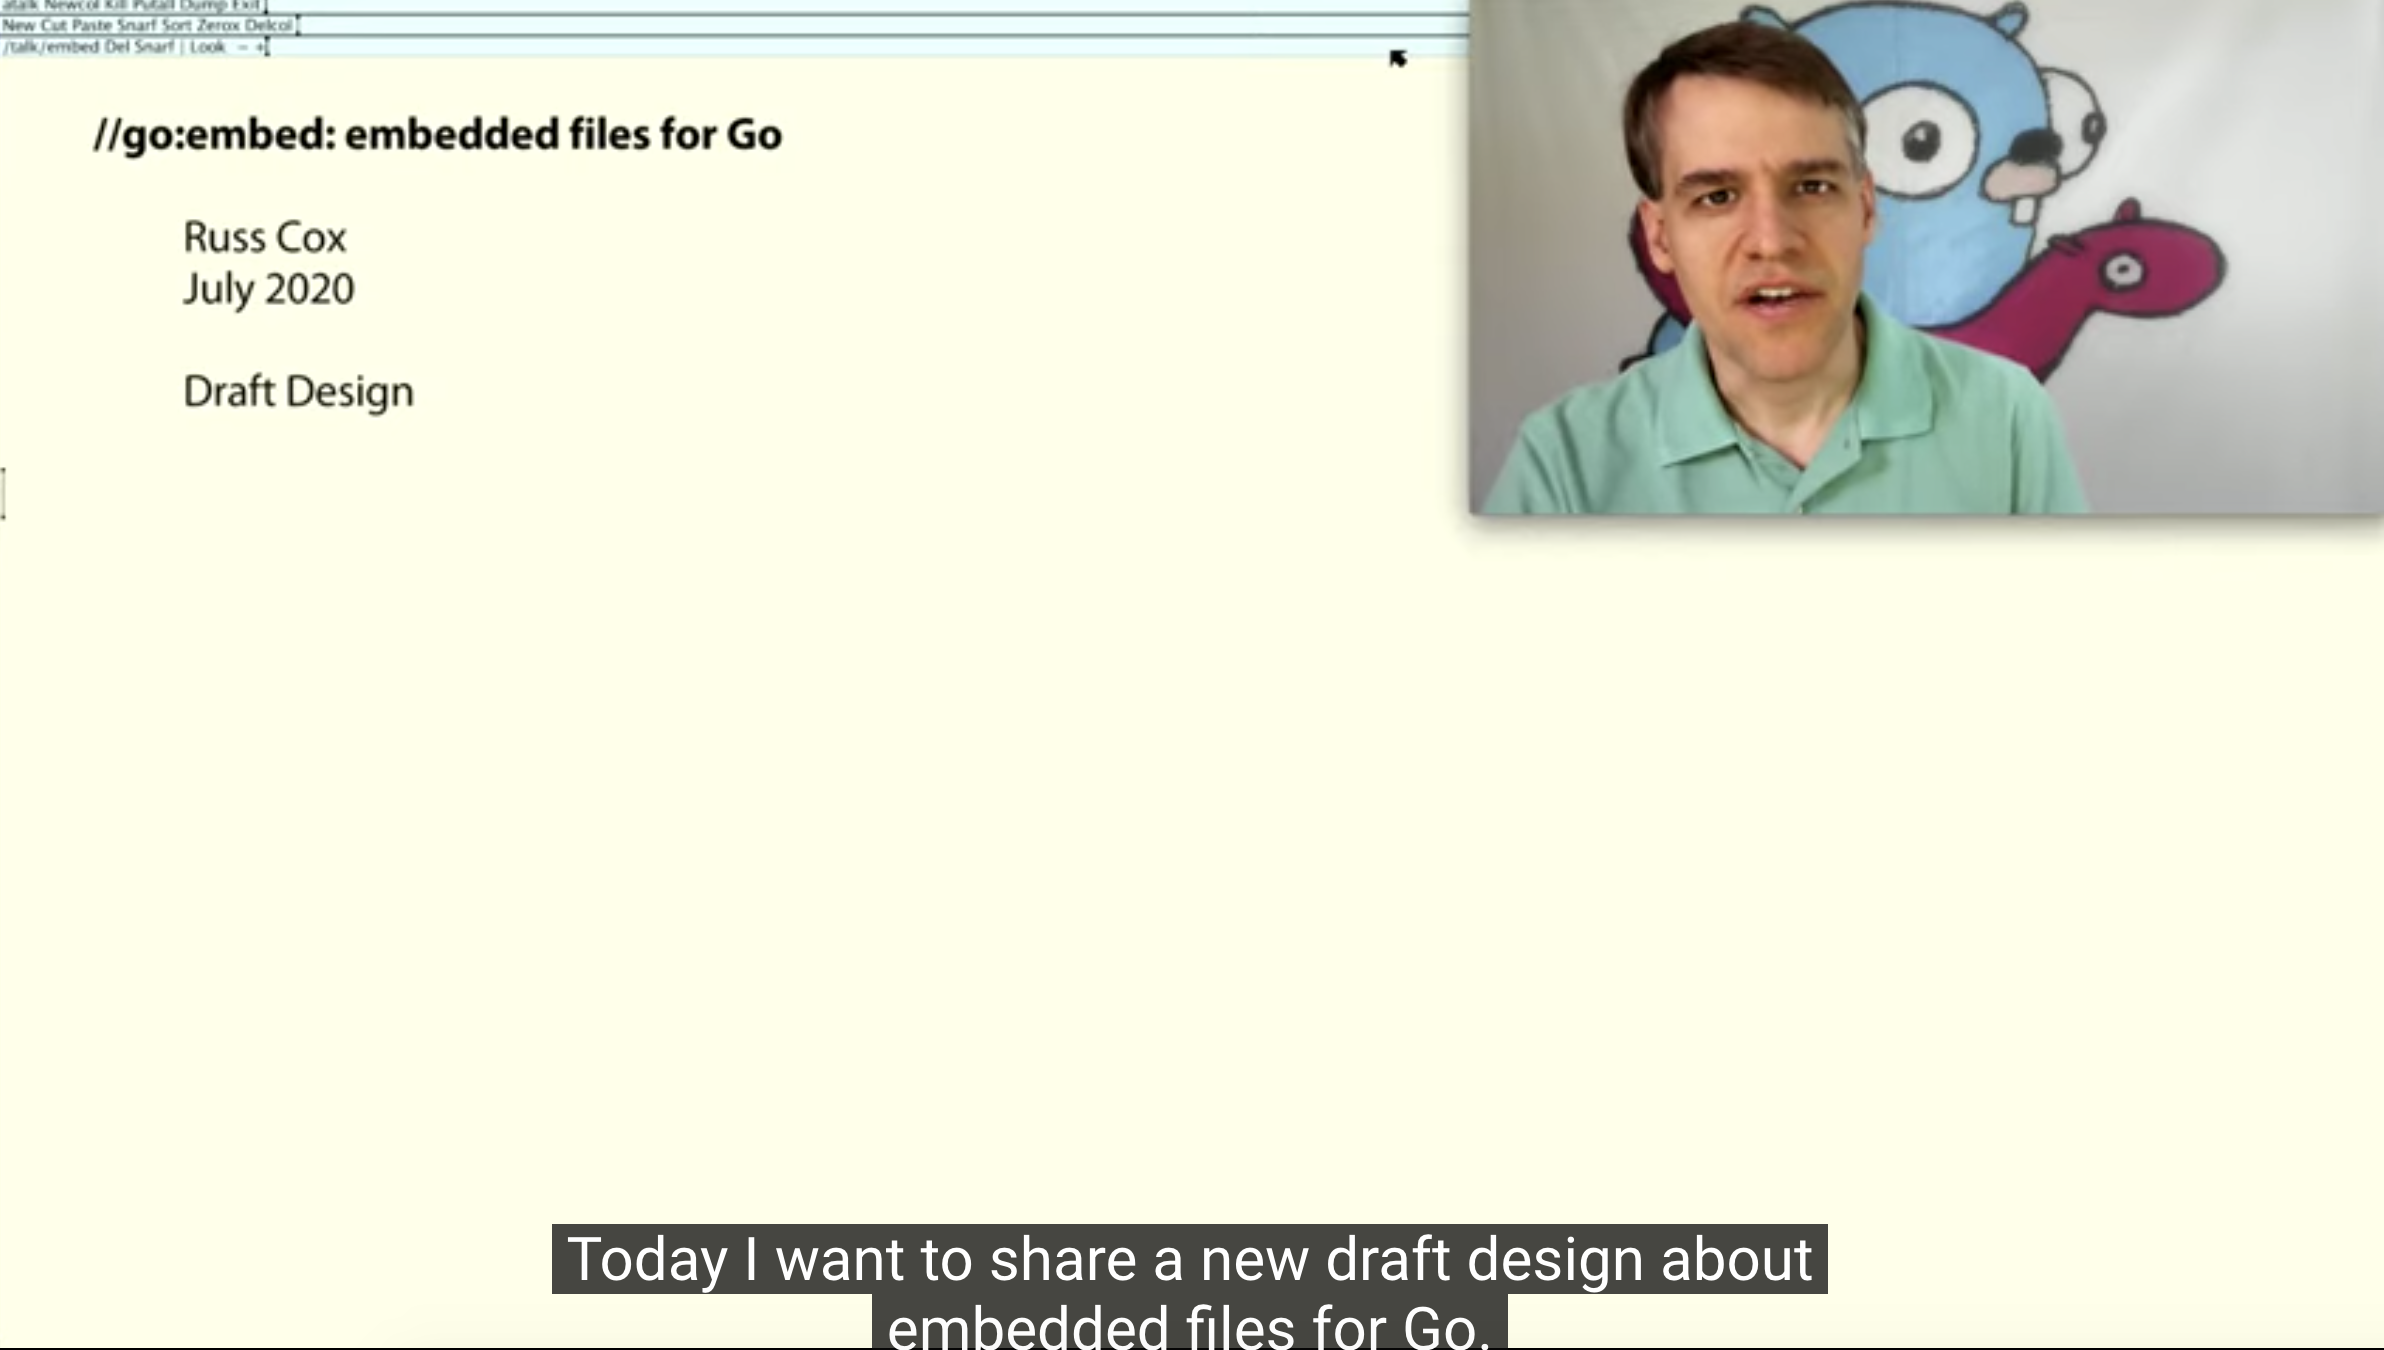 atalk Newcol Kill Putall Dump Exit
New Cut Paste Snarf Sort Zerox Delcol
/talk/embed Del Snarf | Look - +
//go:embed: embedded files for Go
Russ Cox
July 2020
Draft Design
Today I want to share a new draft design about
embedded files for Go.